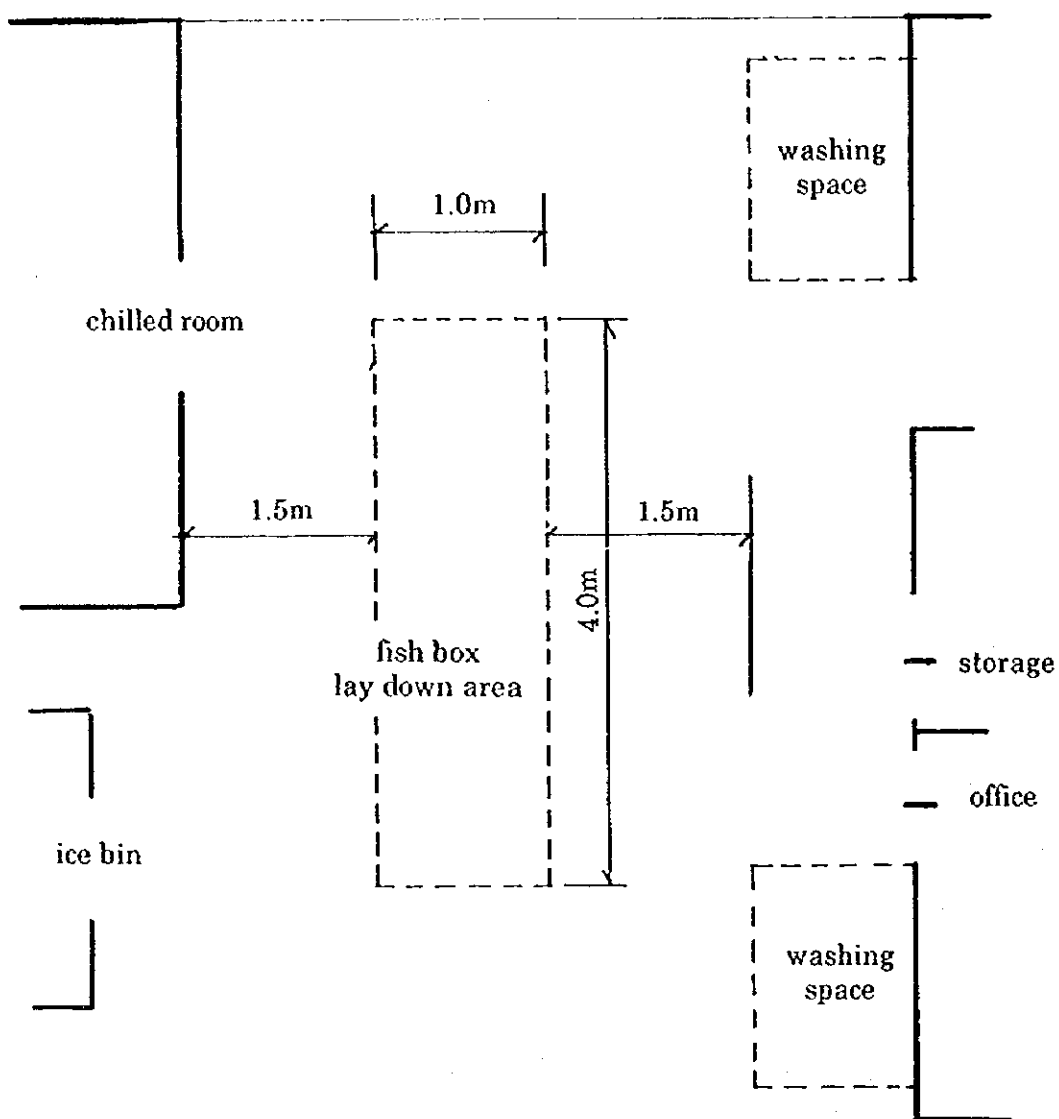 washing
space
1.0m
chilled room
1.5m
1.5m
4.0m
fish box
lay down area
storage
office
ice bin
washing
space